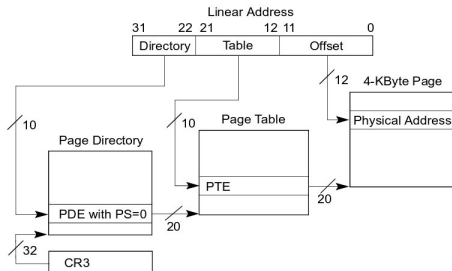 Linear Address
31 22 21 12 11 0
Directory Table Offset
12
4-KByte Page
10
10
Page Table
Physical Address
Page Directory
PTE
20
PDE with PS=0
20
32
CR3